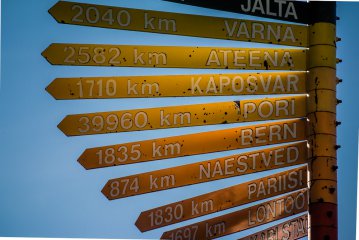 JALTA
2040 km VARNA
2582 km ATEENA
1710 km KAPOSVAR
39960 km PORI
1835 km BERN
874 km NAESTVED
1830 km PARIISI
1697 km LONTOO